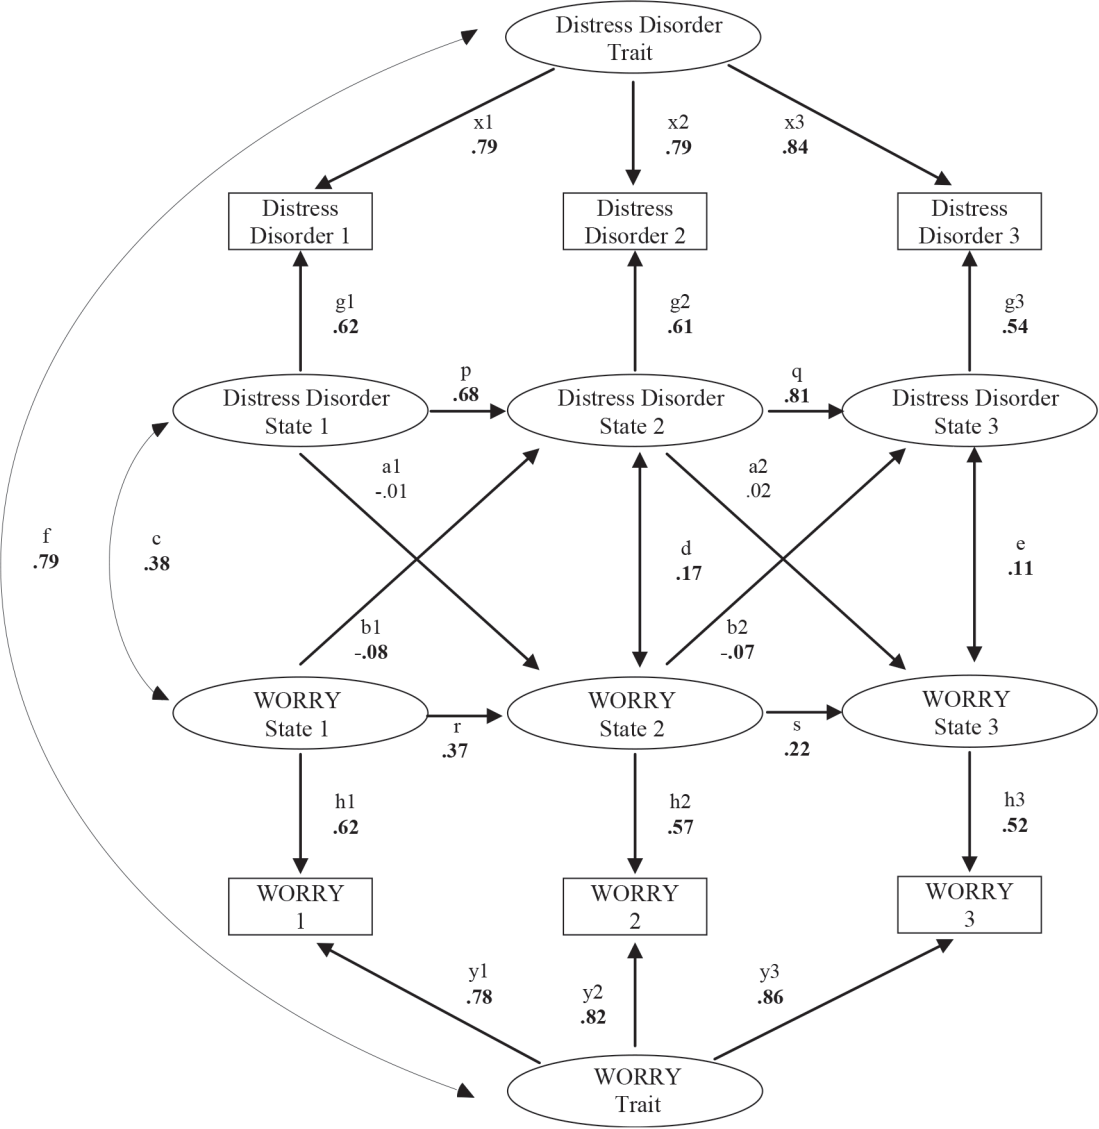 Distress Disorder
Trait
x1
.79
x2
.79
x3
.84
Distress
Disorder 1
Distress
Disorder 2
Distress
Disorder 3
g1
.62
g2
.61
g3
.54
Distress Disorder
State 1
p
.68
Distress Disorder
State 2
q
.81
Distress Disorder
State 3
a1
-.01
a2
.02
f
.79
c
.38
d
.17
e
.11
b1
-.08
b2
-.07
WORRY
State 1
r
.37
WORRY
State 2
s
.22
WORRY
State 3
h1
.62
h2
.57
h3
.52
WORRY
1
WORRY
2
WORRY
3
y1
.78
y2
.82
y3
.86
WORRY
Trait